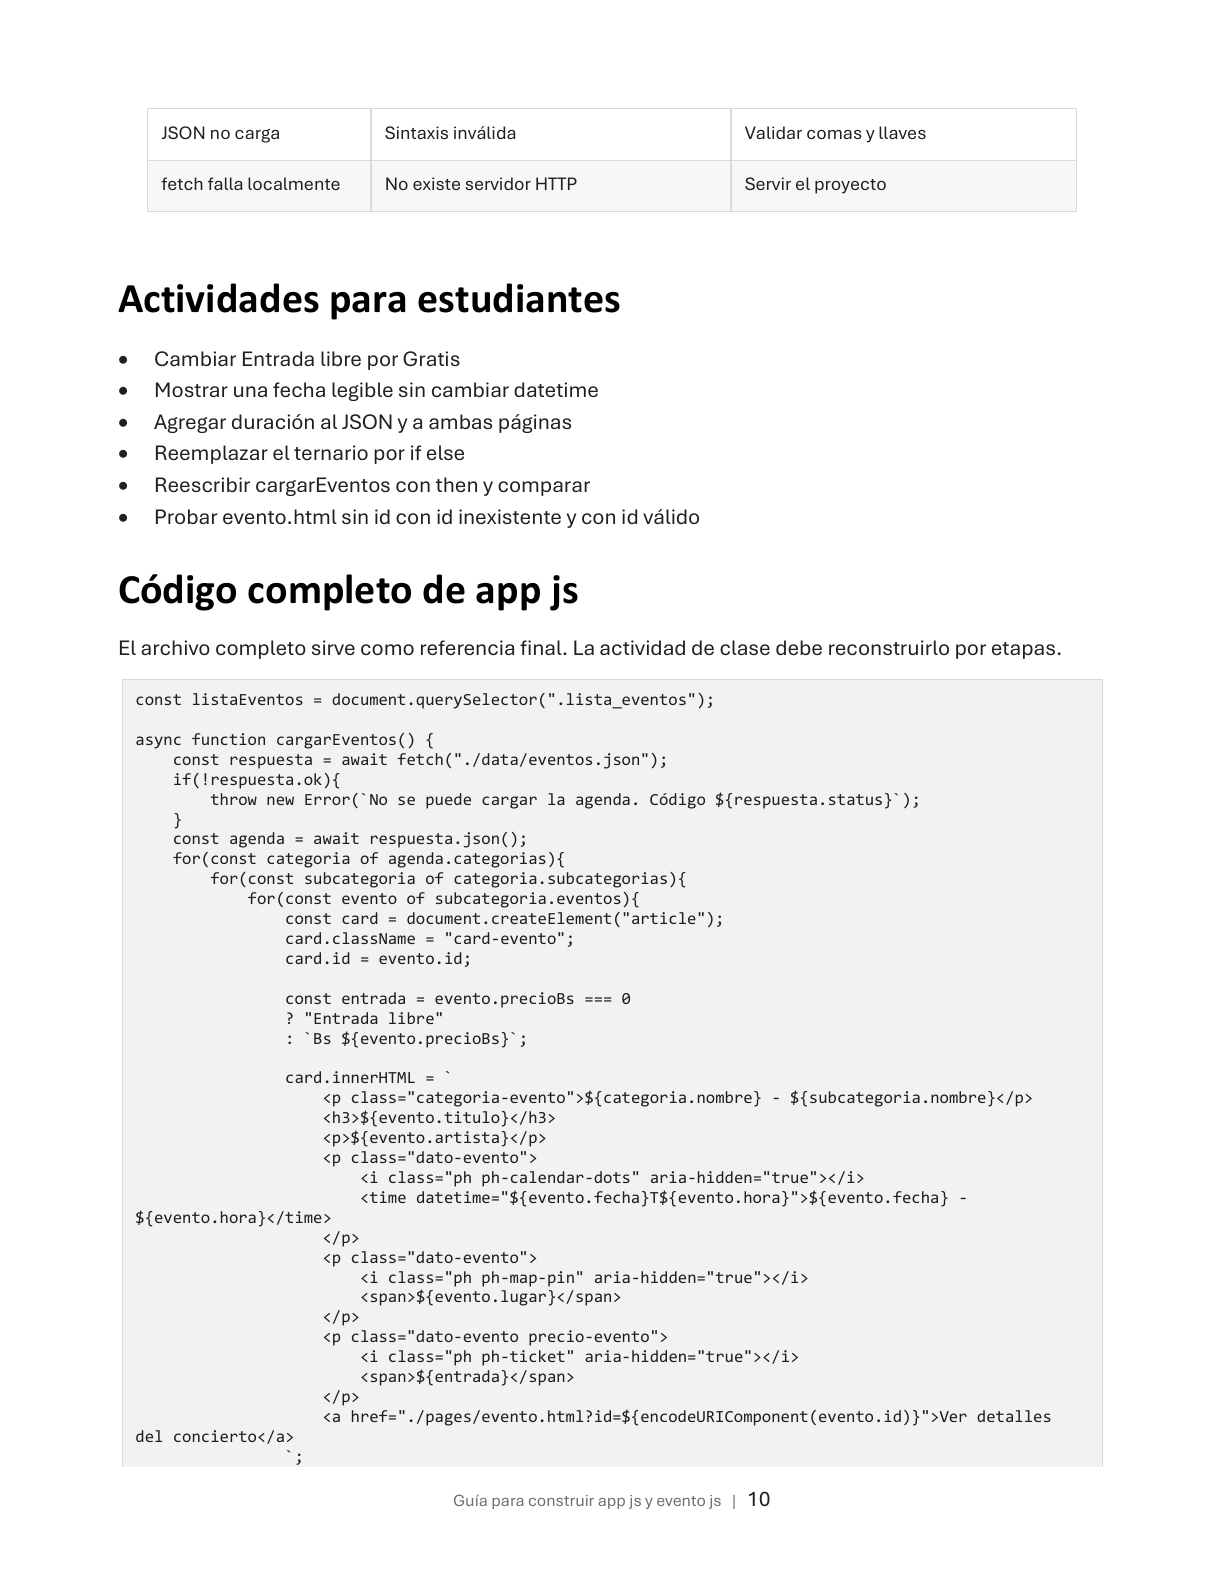 JSON no carga Sintaxis inválida Validar comas y llaves
fetch falla localmente No existe servidor HTTP Servir el proyecto
Actividades para estudiantes
• Cambiar Entrada libre por Gratis
• Mostrar una fecha legible sin cambiar datetime
• Agregar duración al JSON y a ambas páginas
• Reemplazar el ternario por if else
• Reescribir cargarEventos con then y comparar
• Probar evento.html sin id con id inexistente y con id válido
Código completo de app js
El archivo completo sirve como referencia final. La actividad de clase debe reconstruirlo por etapas.
const listaEventos = document.querySelector(".lista_eventos");
async function cargarEventos() {
    const respuesta = await fetch("./data/eventos.json");
    if(!respuesta.ok){
        throw new Error(`No se puede cargar la agenda. Código ${respuesta.status}`);
    }
    const agenda = await respuesta.json();
    for(const categoria of agenda.categorias){
        for(const subcategoria of categoria.subcategorias){
            for(const evento of subcategoria.eventos){
                const card = document.createElement("article");
                card.className = "card-evento";
                card.id = evento.id;
                const entrada = evento.precioBs === 0
                ? "Entrada libre"
                : `Bs ${evento.precioBs}`;
                card.innerHTML = `
                    <p class="categoria-evento">${categoria.nombre} - ${subcategoria.nombre}</p>
                    <h3>${evento.titulo}</h3>
                    <p>${evento.artista}</p>
                    <p class="dato-evento">
                        <i class="ph ph-calendar-dots" aria-hidden="true"></i>
                        <time datetime="${evento.fecha}T${evento.hora}">${evento.fecha} -
${evento.hora}</time>
                    </p>
                    <p class="dato-evento">
                        <i class="ph ph-map-pin" aria-hidden="true"></i>
                        <span>${evento.lugar}</span>
                    </p>
                    <p class="dato-evento precio-evento">
                        <i class="ph ph-ticket" aria-hidden="true"></i>
                        <span>${entrada}</span>
                    </p>
                    <a href="./pages/evento.html?id=${encodeURIComponent(evento.id)}">Ver detalles
del concierto</a>
                `;
Guía para construir app js y evento js | 10